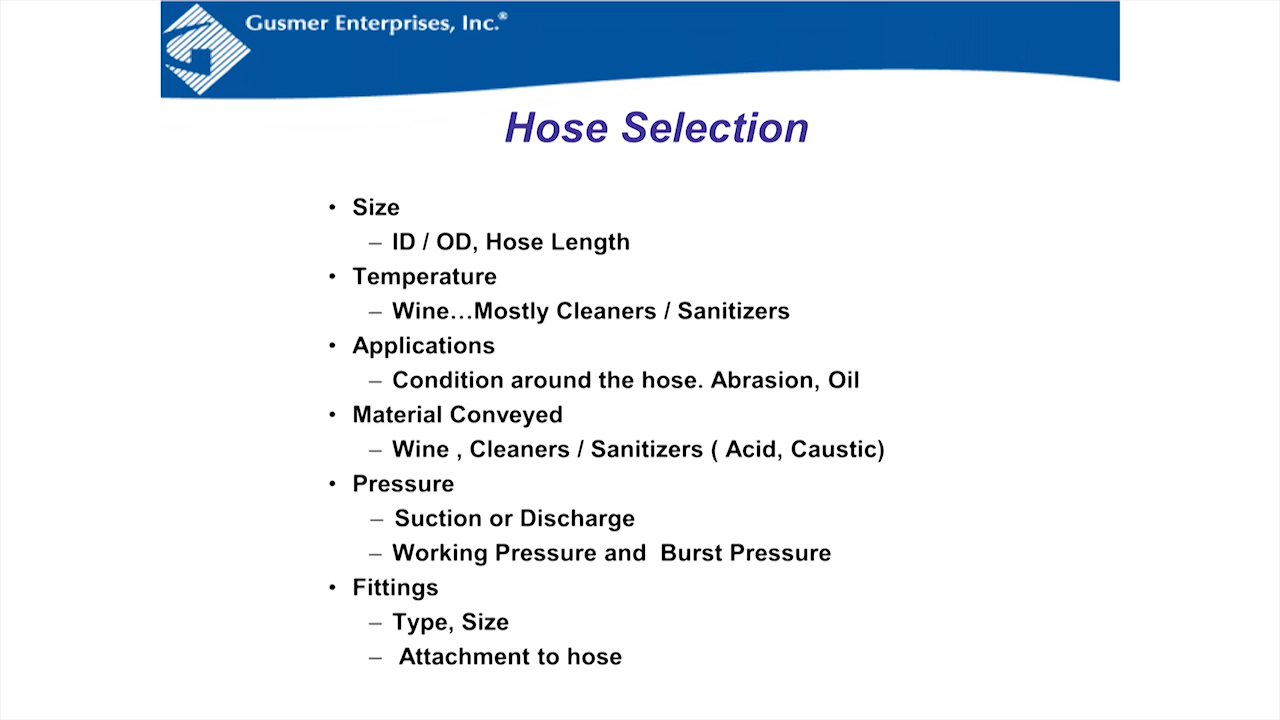 Gusmer Enterprises, Inc.®
Hose Selection
• Size
– ID / OD, Hose Length
• Temperature
– Wine…Mostly Cleaners / Sanitizers
• Applications
– Condition around the hose. Abrasion, Oil
• Material Conveyed
– Wine , Cleaners / Sanitizers ( Acid, Caustic)
• Pressure
– Suction or Discharge
– Working Pressure and  Burst Pressure
• Fittings
– Type, Size
– Attachment to hose